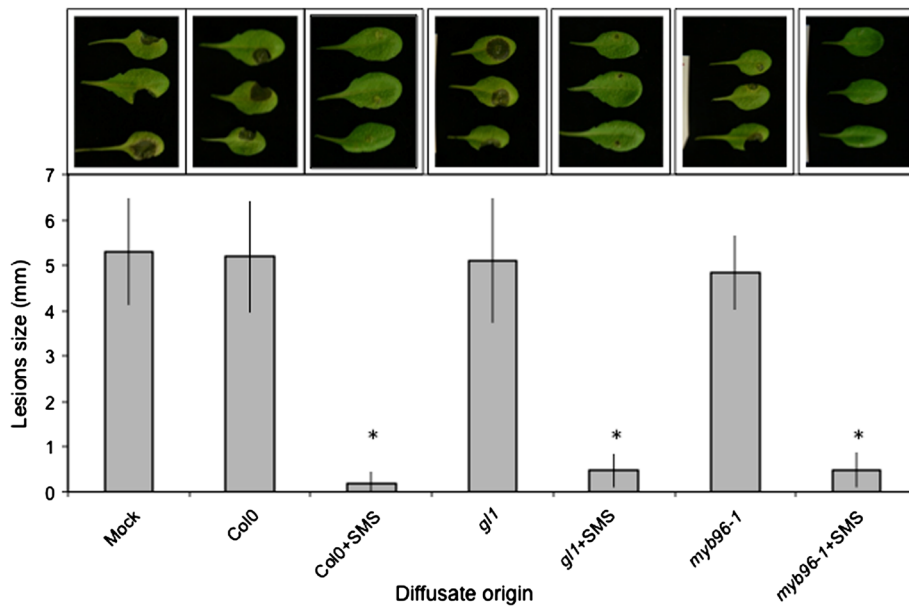 7
6
5
4
3
2
1
0
Lesions size (mm)
*
*
*
Mock
Col0
Col0+SMS
gl1
gl1+SMS
myb96-1
myb96-1+SMS
Diffusate origin